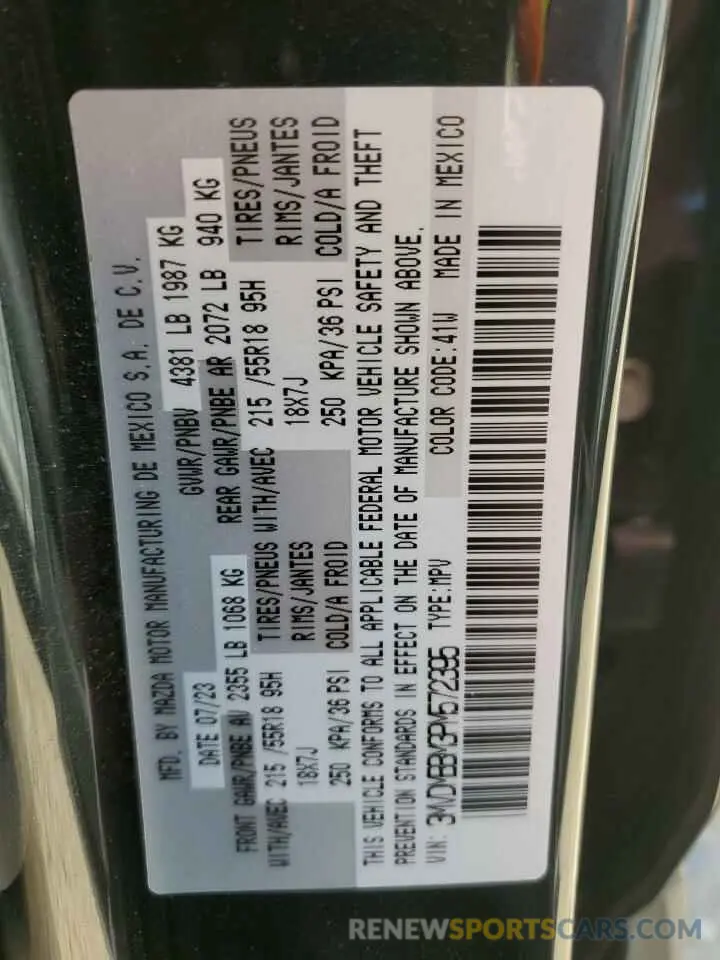 MFD. BY MAZDA MOTOR MANUFACTURING DE MEXICO S.A. DE C.V.
DATE 07/23 GVWR/PNBV 4381 LB 1987 KG
FRONT GAWR/PNBE AV 2355 LB 1068 KG REAR GAWR/PNBE AR 2072 LB 940 KG
WITH/AVEC 215 /55R18 95H TIRES/PNEUS WITH/AVEC 215 /55R18 95H TIRES/PNEUS
18X7J RIMS/JANTES 18X7J RIMS/JANTES
250 KPA/36 PSI COLD/A FROID 250 KPA/36 PSI COLD/A FROID
THIS VEHICLE CONFORMS TO ALL APPLICABLE FEDERAL MOTOR VEHICLE SAFETY AND THEFT
PREVENTION STANDARDS IN EFFECT ON THE DATE OF MANUFACTURE SHOWN ABOVE.
VIN: 3MVDMBBM3PM572395 TYPE:MPV COLOR CODE:41W MADE IN MEXICO
RENEWSPORTSCARS.COM